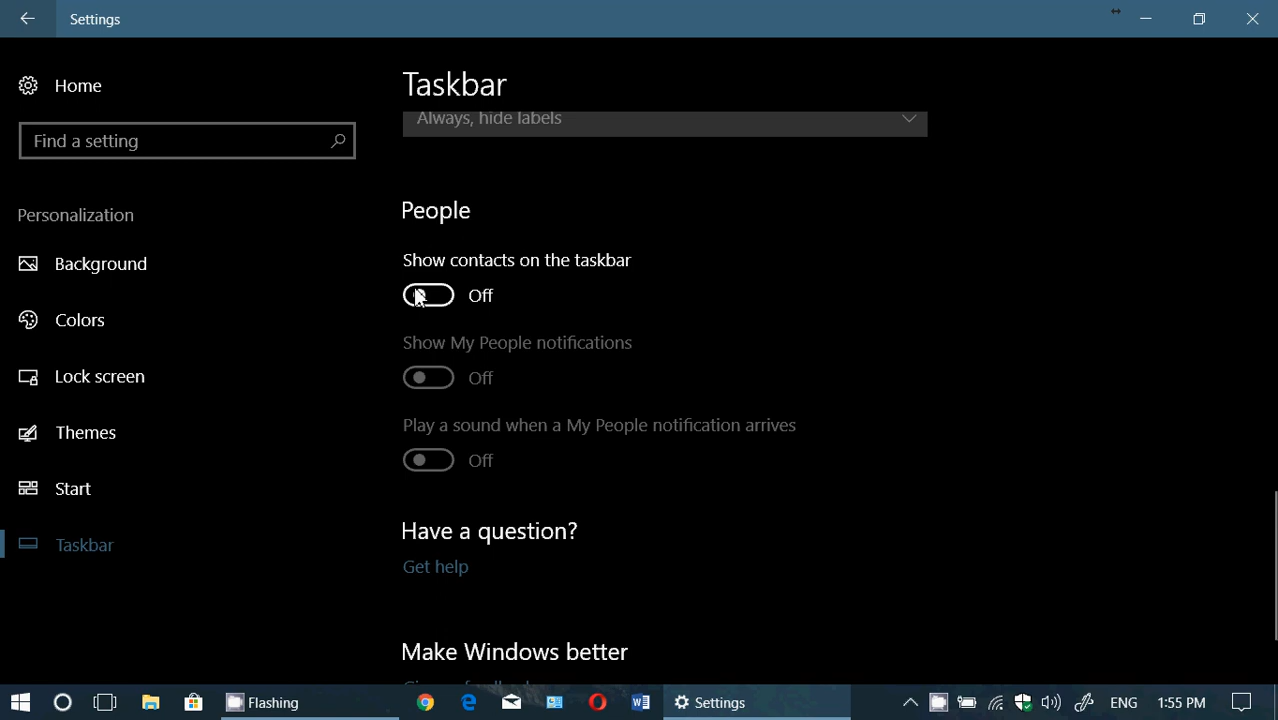 Settings
Home
Taskbar
Always, hide labels
Find a setting
Personalization
Background
Colors
Lock screen
Themes
Start
Taskbar
People
Show contacts on the taskbar
Off
Show My People notifications
Off
Play a sound when a My People notification arrives
Off
Have a question?
Get help
Make Windows better
Flashing
Settings
ENG
1:55 PM